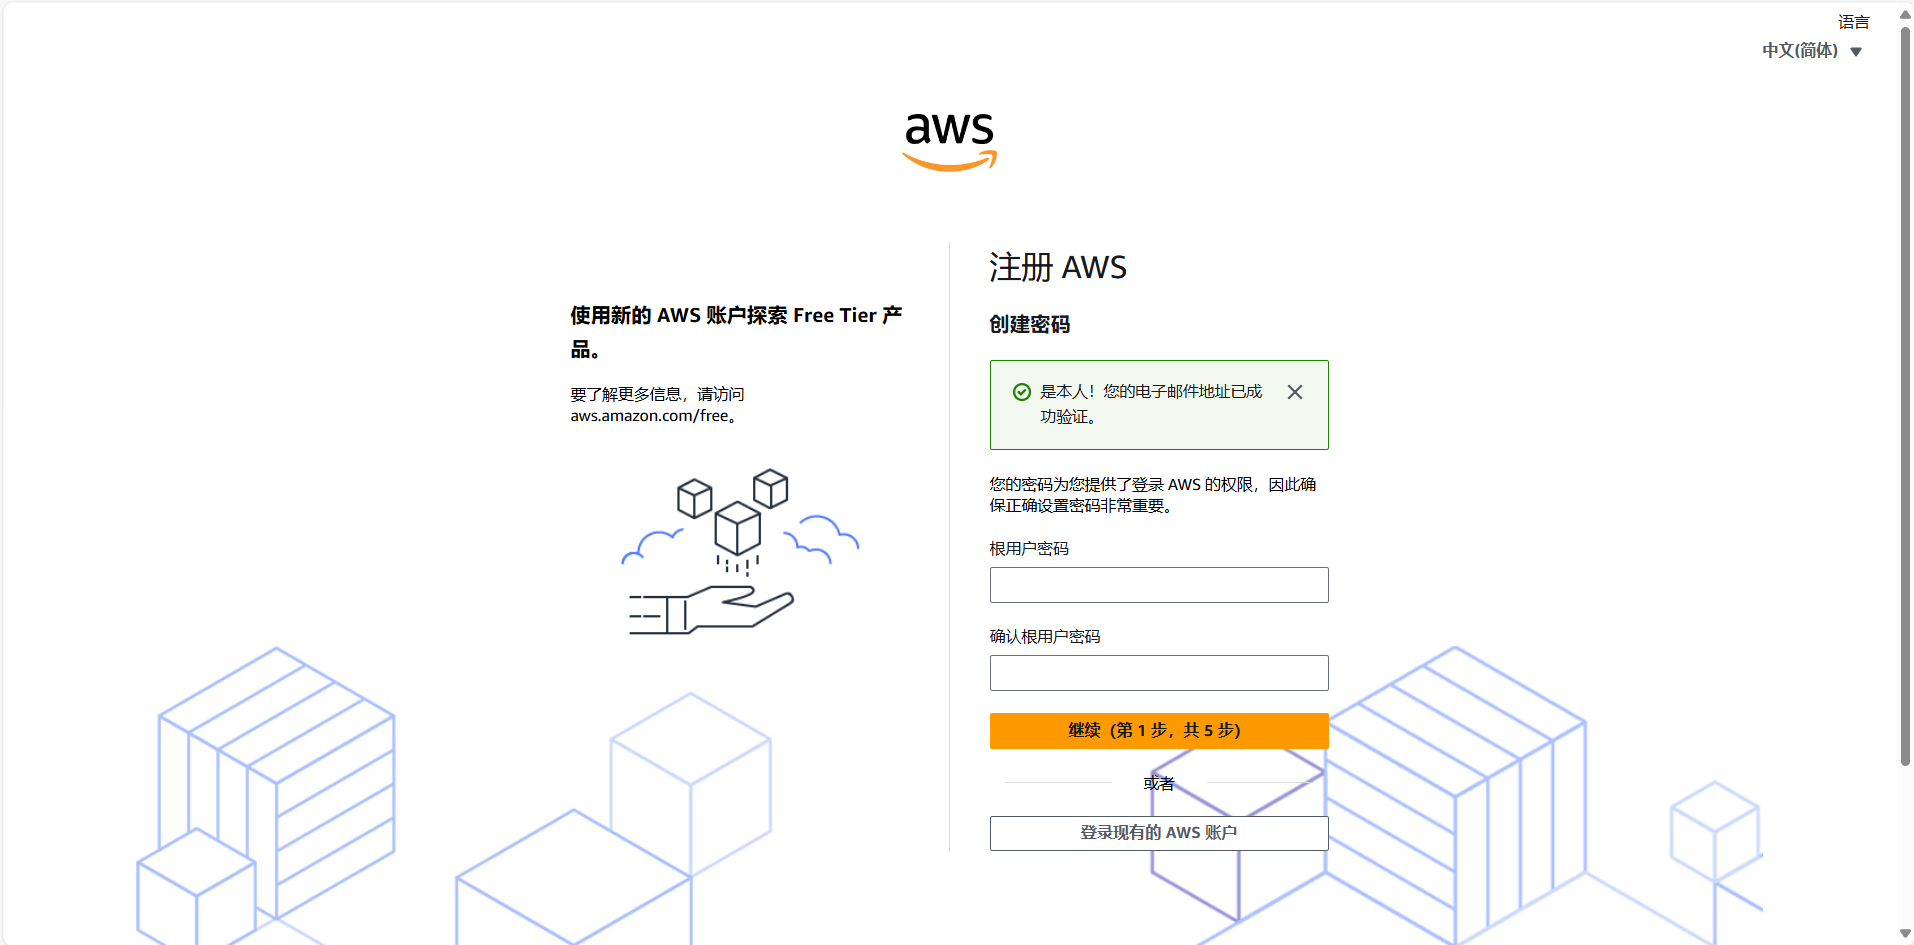 语言
中文(简体)
aws
使用新的 AWS 账户探索 Free Tier 产
品。
要了解更多信息，请访问
aws.amazon.com/free。
注册 AWS
创建密码
是本人！您的电子邮件地址已成
功验证。
您的密码为您提供了登录 AWS 的权限，因此确
保正确设置密码非常重要。
根用户密码
确认根用户密码
继续（第 1 步，共 5 步)
或者
登录现有的 AWS 账户